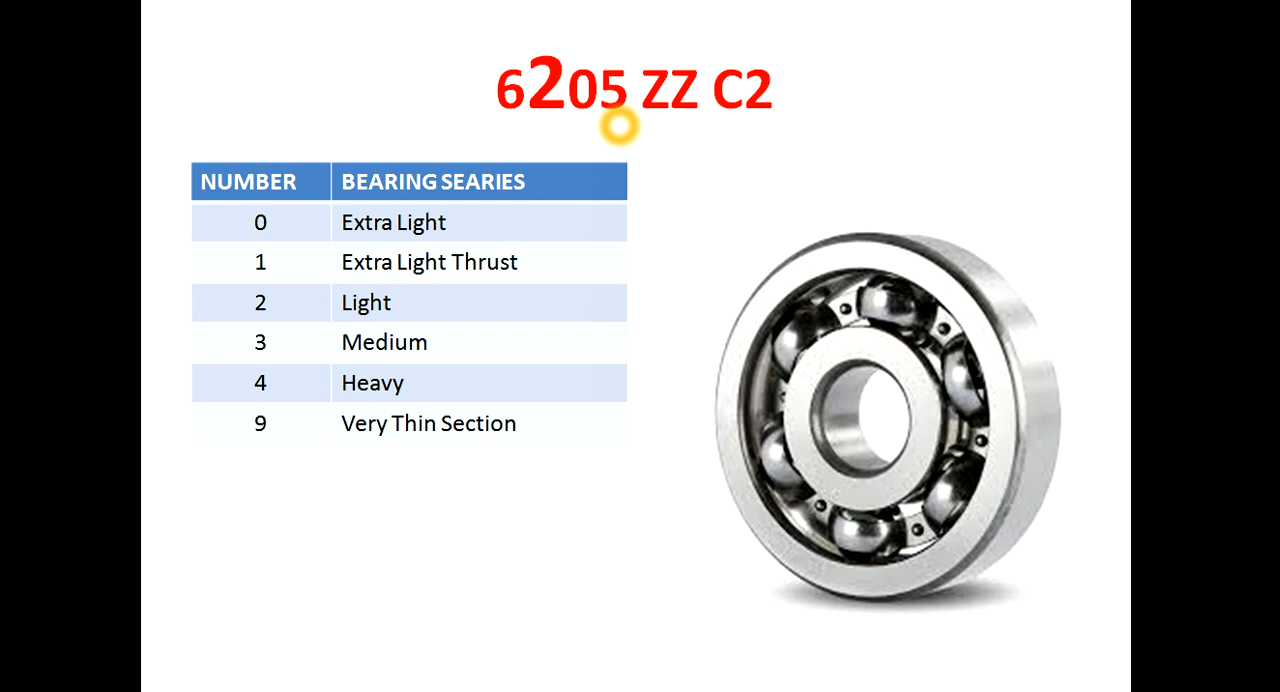 6205 ZZ C2
NUMBER BEARING SEARIES
0 Extra Light
1 Extra Light Thrust
2 Light
3 Medium
4 Heavy
9 Very Thin Section